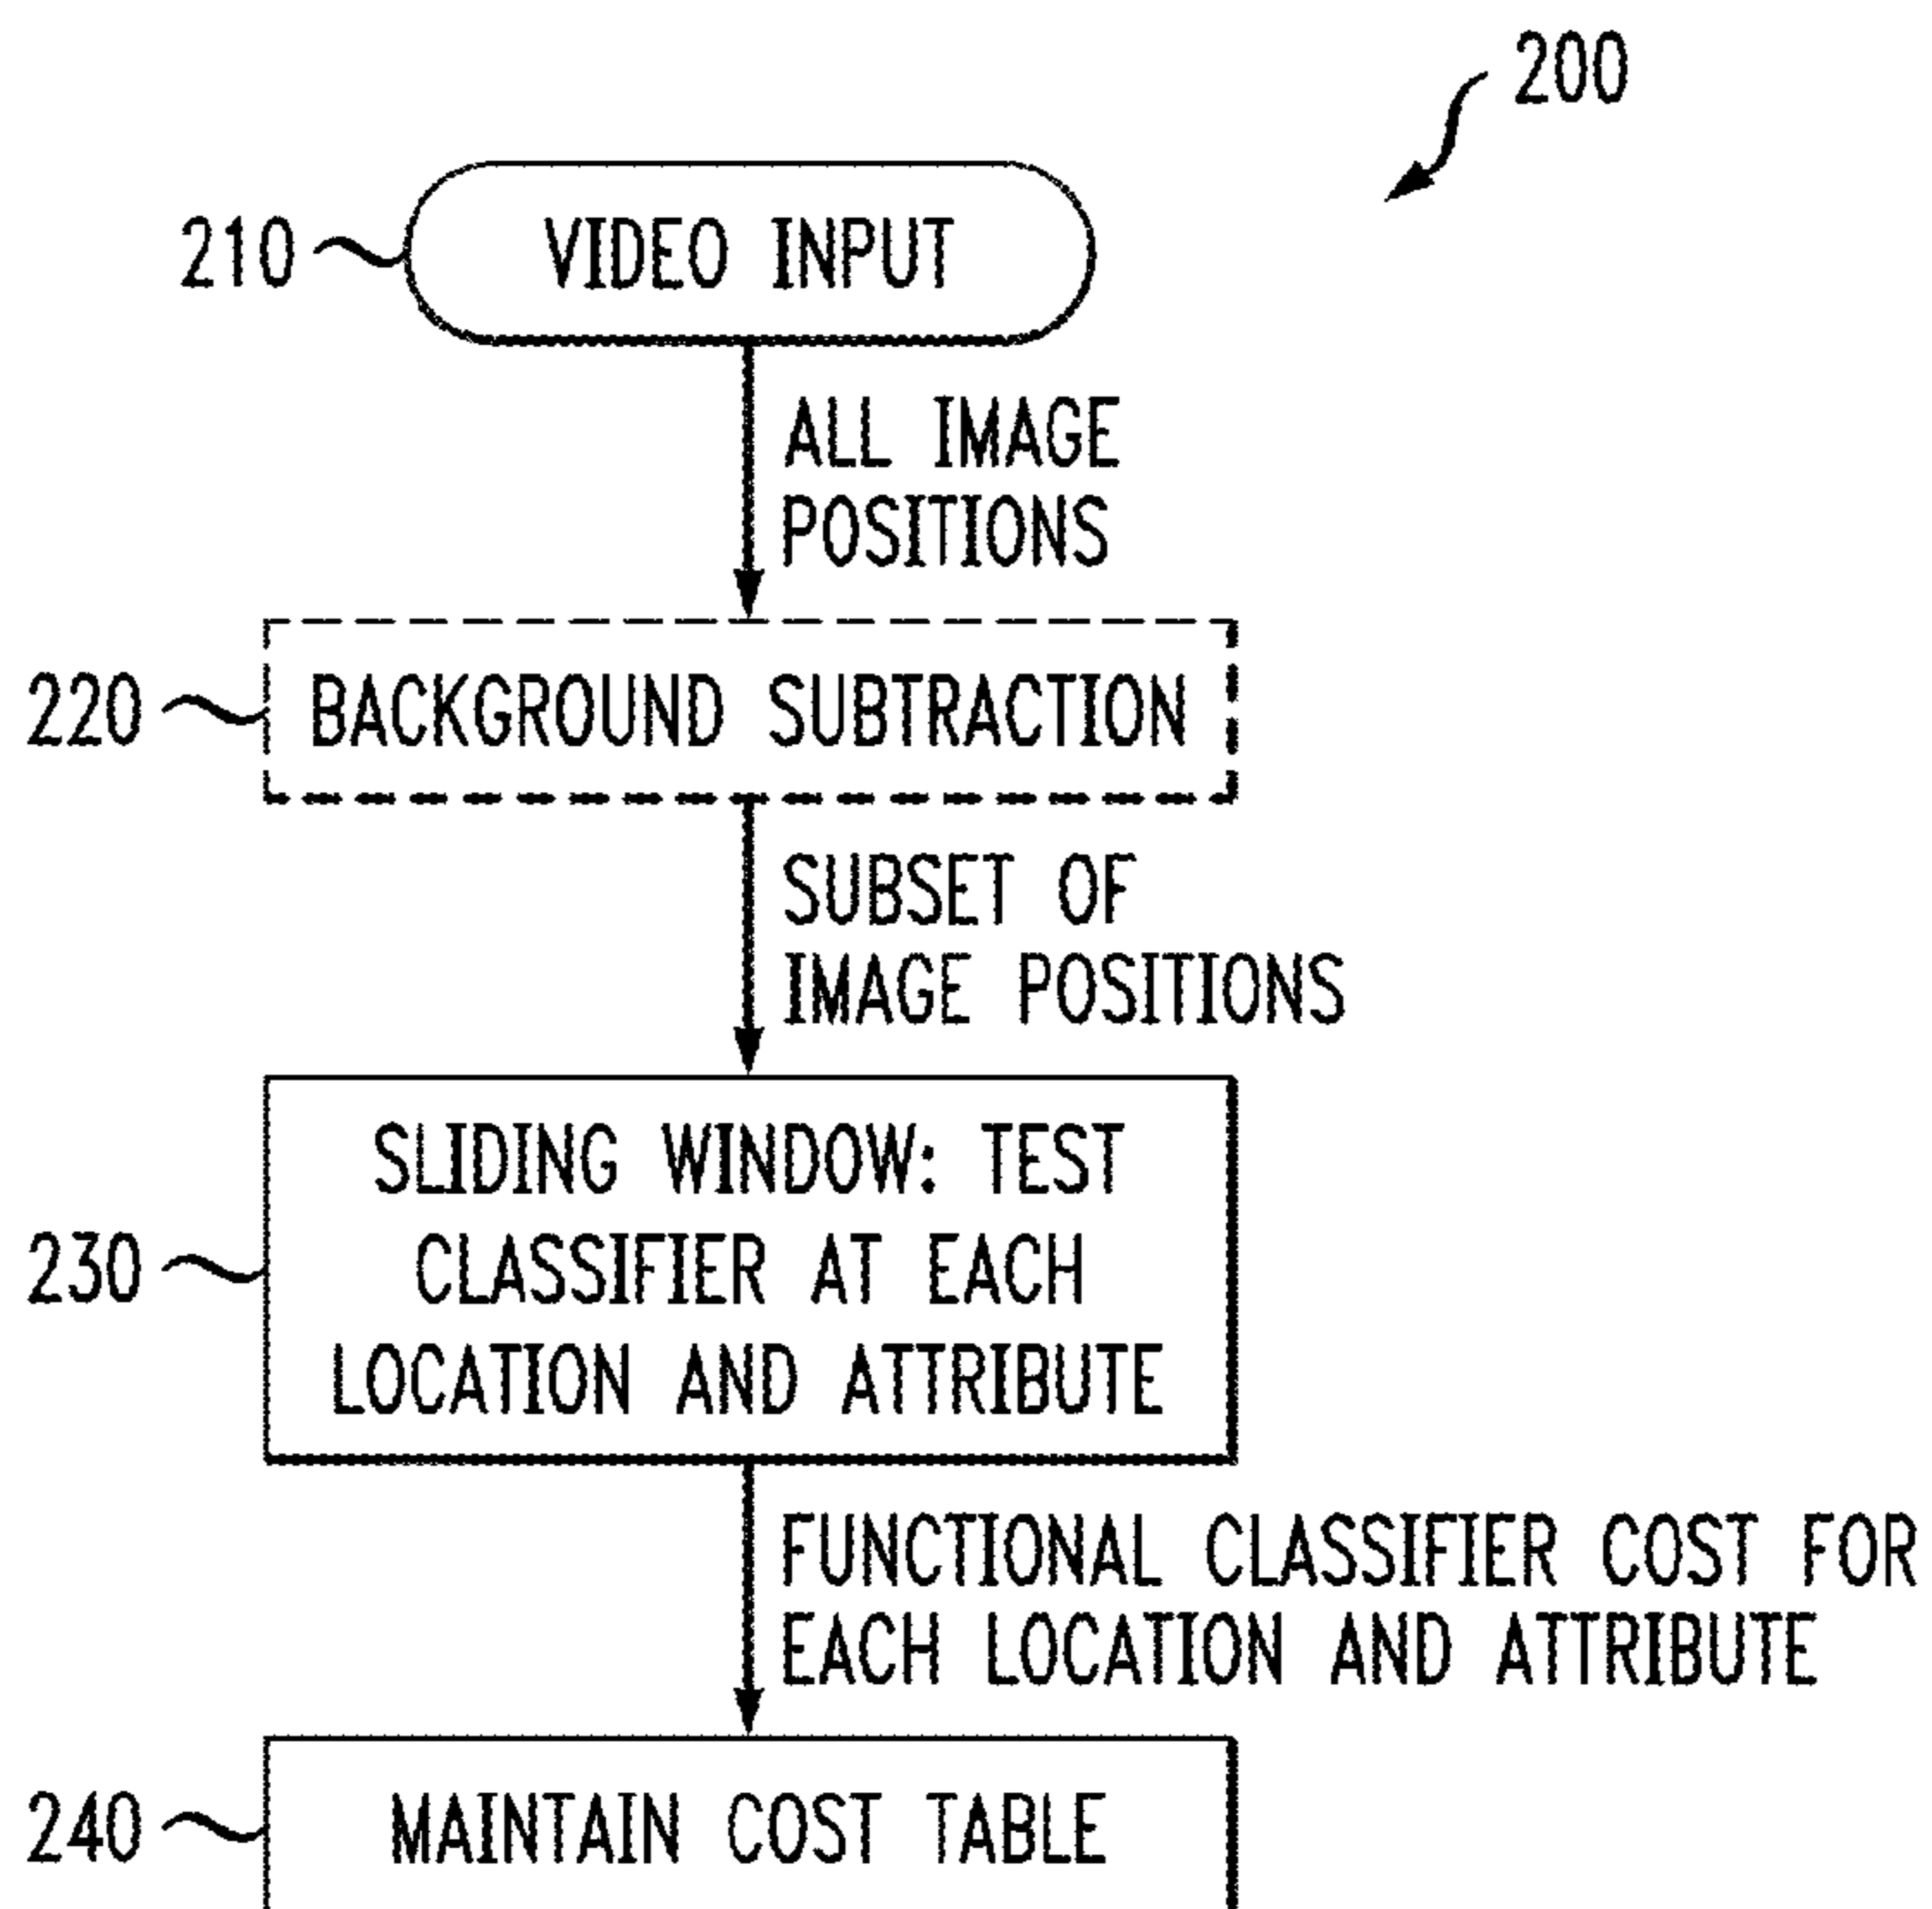 200
210
VIDEO INPUT
ALL IMAGE
POSITIONS
220
BACKGROUND SUBTRACTION
SUBSET OF
IMAGE POSITIONS
SLIDING WINDOW: TEST
230
CLASSIFIER AT EACH
LOCATION AND ATTRIBUTE
FUNCTIONAL CLASSIFIER COST FOR
EACH LOCATION AND ATTRIBUTE
240
MAINTAIN COST TABLE